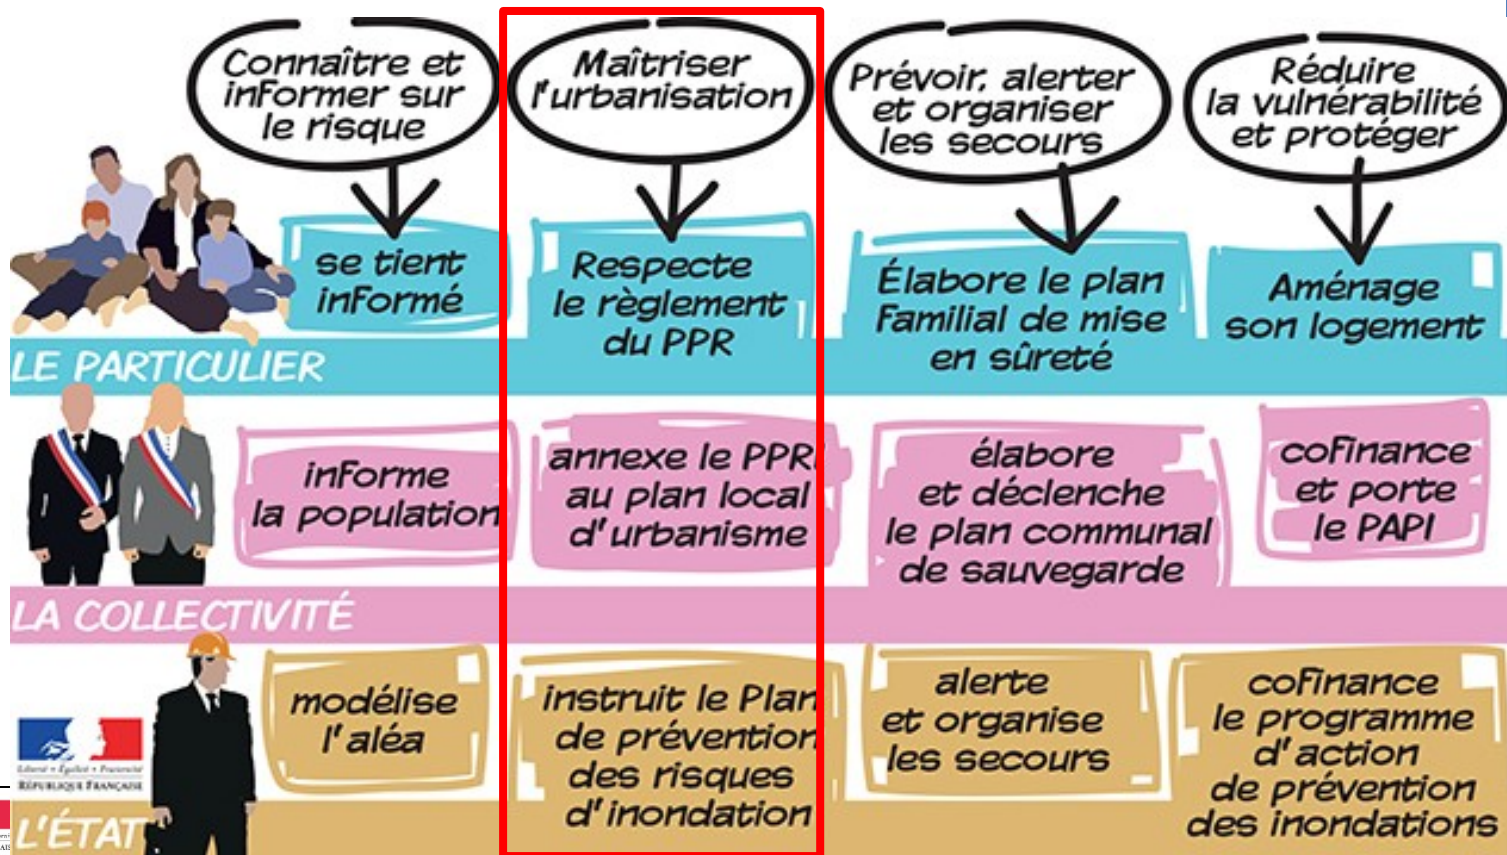 Connaître et
informer sur
le risque
Maîtriser
l'urbanisation
Prévoir, alerter
et organiser
les secours
Réduire
la vulnérabilité
et protéger
se tient
informé
Respecte
le règlement
du PPR
Élabore le plan
Familial de mise
en sûreté
Aménage
son logement
LE PARTICULIER
informe
la population
annexe le PPR
au plan local
d'urbanisme
élabore
et déclenche
le plan communal
de sauvegarde
cofinance
et porte
le PAPI
LA COLLECTIVITÉ
modélise
l'aléa
instruit le Plan
de prévention
des risques
d'inondation
alerte
et organise
les secours
cofinance
le programme
d'action
de prévention
des inondations
Liberté • Égalité • Fraternité
RÉPUBLIQUE FRANÇAISE
L'ÉTAT